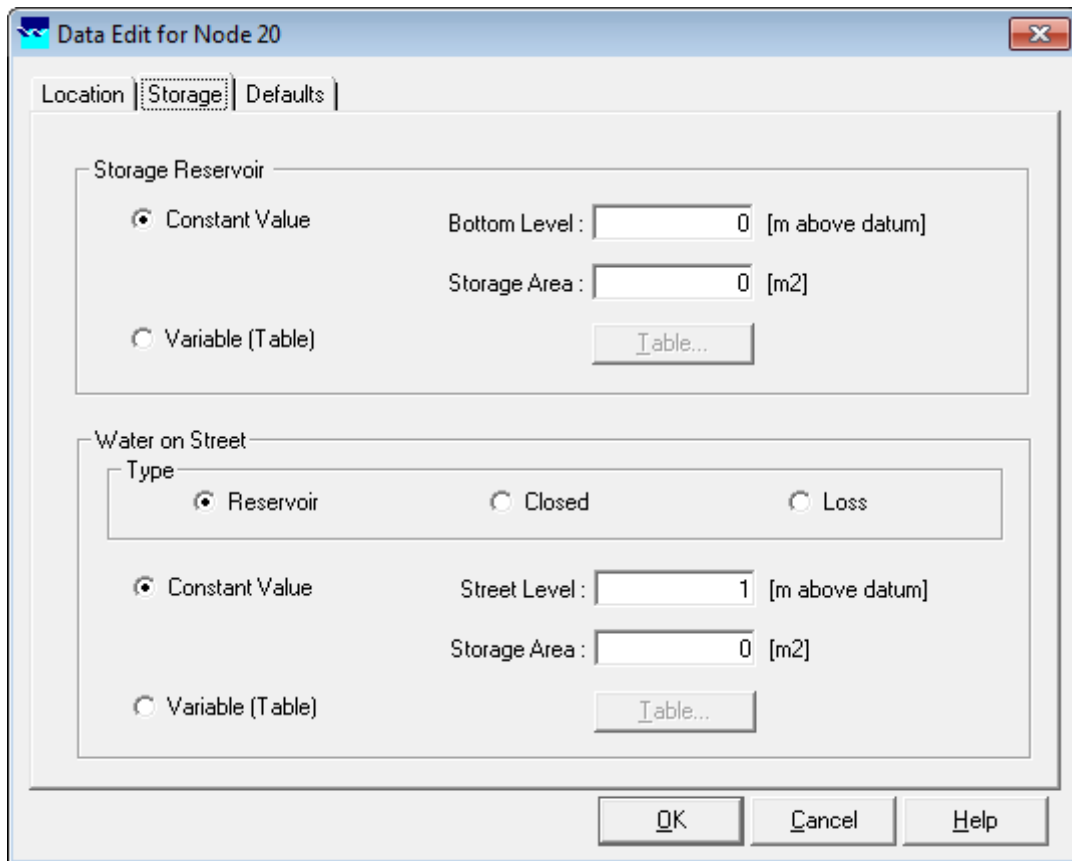 Data Edit for Node 20
Location Storage Defaults
Storage Reservoir
Constant Value Bottom Level : 0 [m above datum]
Storage Area : 0 [m2]
Variable (Table) Table...
Water on Street
Type
Reservoir Closed Loss
Constant Value Street Level : 1 [m above datum]
Storage Area : 0 [m2]
Variable (Table) Table...
OK Cancel Help